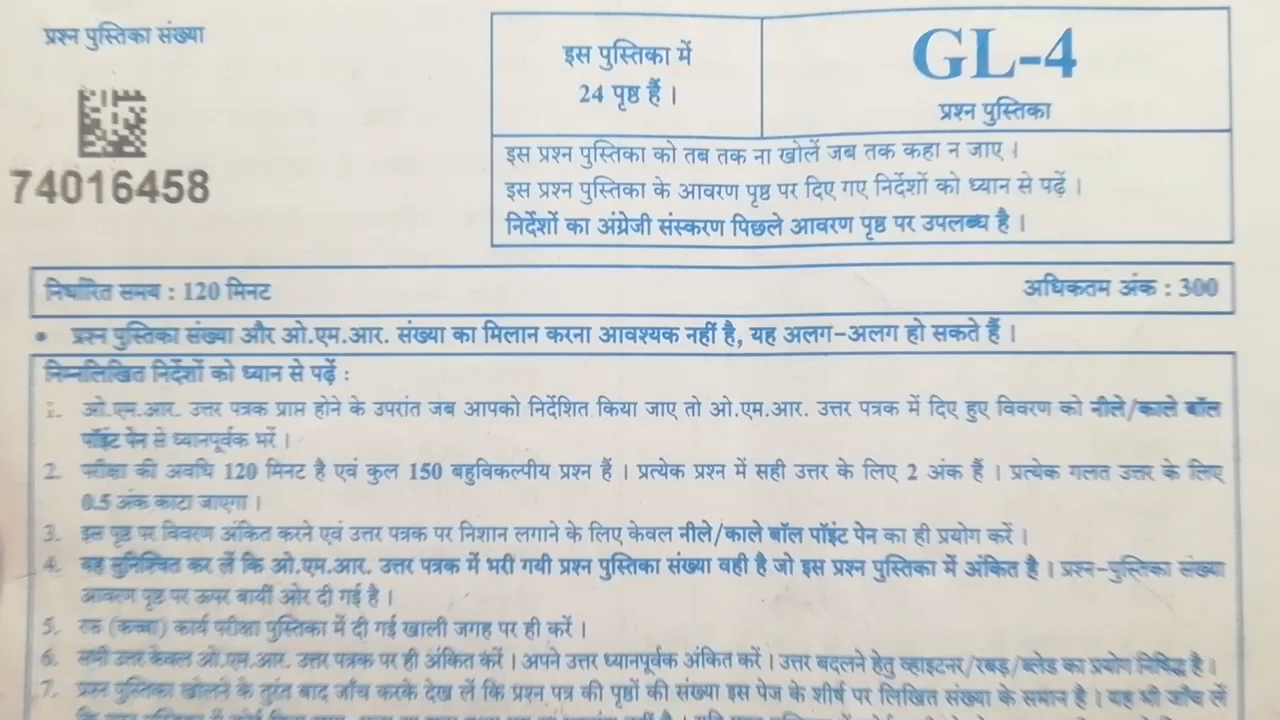 प्रश्न पुस्तिका संख्या
74016458
इस पुस्तिका में
24 पृष्ठ हैं ।
GL-4
प्रश्न पुस्तिका
इस प्रश्न पुस्तिका को तब तक ना खोलें जब तक कहा न जाए ।
इस प्रश्न पुस्तिका के आवरण पृष्ठ पर दिए गए निर्देशों को ध्यान से पढ़ें ।
निर्देशों का अंग्रेजी संस्करण पिछले आवरण पृष्ठ पर उपलब्ध है ।
निर्धारित समय : 120 मिनट
अधिकतम अंक : 300
• प्रश्न पुस्तिका संख्या और ओ.एम.आर. संख्या का मिलान करना आवश्यक नहीं है, यह अलग-अलग हो सकते हैं ।
निम्नलिखित निर्देशों को ध्यान से पढ़ें :
1. ओ.एम.आर. उत्तर पत्रक प्राप्त होने के उपरांत जब आपको निर्देशित किया जाए तो ओ.एम.आर. उत्तर पत्रक में दिए हुए विवरण को नीले/काले बॉल
पॉइंट पेन से ध्यानपूर्वक भरें ।
2. परीक्षा की अवधि 120 मिनट है एवं कुल 150 बहुविकल्पीय प्रश्न हैं । प्रत्येक प्रश्न में सही उत्तर के लिए 2 अंक हैं । प्रत्येक गलत उत्तर के लिए
0.5 अंक काटा जाएगा ।
3. इस पृष्ठ पर विवरण अंकित करने एवं उत्तर पत्रक पर निशान लगाने के लिए केवल नीले/काले बॉल पॉइंट पेन का ही प्रयोग करें ।
4. यह सुनिश्चित कर लें कि ओ.एम.आर. उत्तर पत्रक में भरी गयी प्रश्न पुस्तिका संख्या वही है जो इस प्रश्न पुस्तिका में अंकित है । प्रश्न-पुस्तिका संख्या
आवरण पृष्ठ पर ऊपर बायीं ओर दी गई है ।
5. रफ (कच्चा) कार्य परीक्षा पुस्तिका में दी गई खाली जगह पर ही करें ।
6. सभी उत्तर केवल ओ.एम.आर. उत्तर पत्रक पर ही अंकित करें । अपने उत्तर ध्यानपूर्वक अंकित करें । उत्तर बदलने हेतु व्हाइटनर/रबड़/ब्लेड का प्रयोग निषिद्ध है ।
7. प्रश्न पुस्तिका खोलने के तुरंत बाद जाँच करके देख लें कि प्रश्न पत्र की पृष्ठों की संख्या इस पेज के शीर्ष पर लिखित संख्या के समान है । यह भी जाँच लें